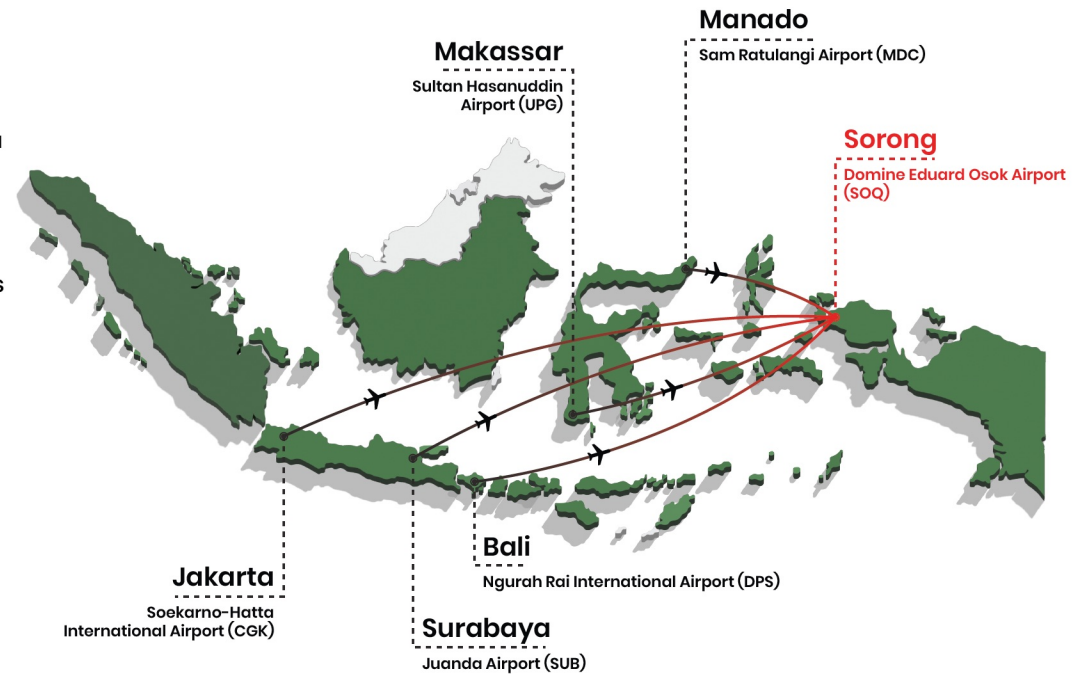 Manado
Sam Ratulangi Airport (MDC)
Makassar
Sultan Hasanuddin
Airport (UPG)
Sorong
Domine Eduard Osok Airport
(SOQ)
Bali
Ngurah Rai International Airport (DPS)
Jakarta
Soekarno-Hatta
International Airport (CGK)
Surabaya
Juanda Airport (SUB)